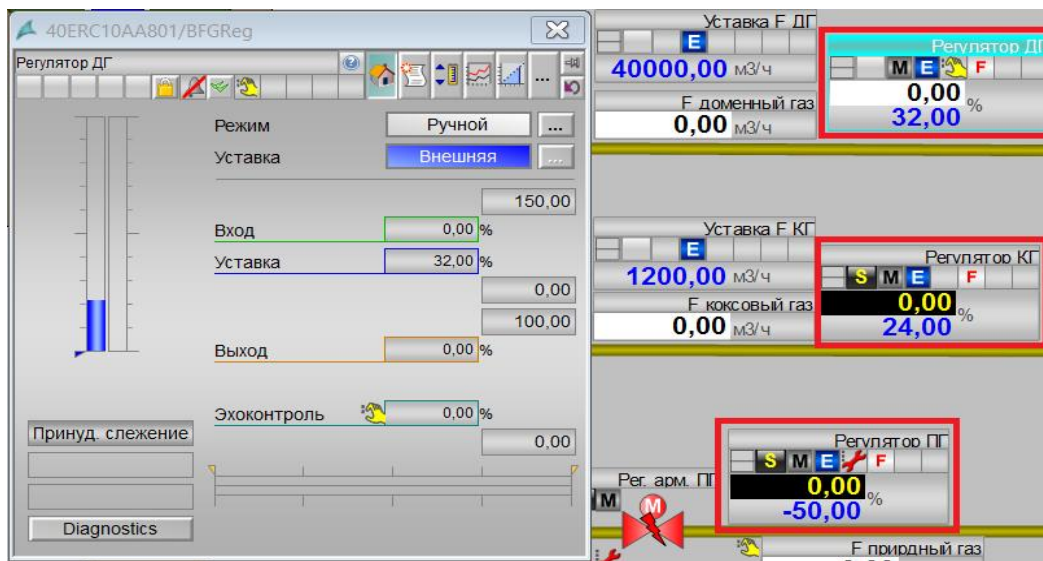 40ERC10AA801/BFGReg
Регулятор ДГ
...
Режим
Ручной
...
Уставка
Внешняя
...
150,00
Вход
0,00 %
Уставка
32,00 %
0,00
100,00
Выход
0,00 %
Эхоконтроль
0,00 %
0,00
Принуд. слежение
Diagnostics
Уставка F ДГ
E
40000,00 м3/ч
F доменный газ
0,00 м3/ч
Регулятор ДГ
M E F
0,00
%
32,00
Уставка F КГ
E
1200,00 м3/ч
F коксовый газ
0,00 м3/ч
Регулятор КГ
S M E F
0,00
%
24,00
Регулятор ПГ
S M E F
0,00
%
-50,00
Рег. арм. ПГ
M
M
F прирдный газ